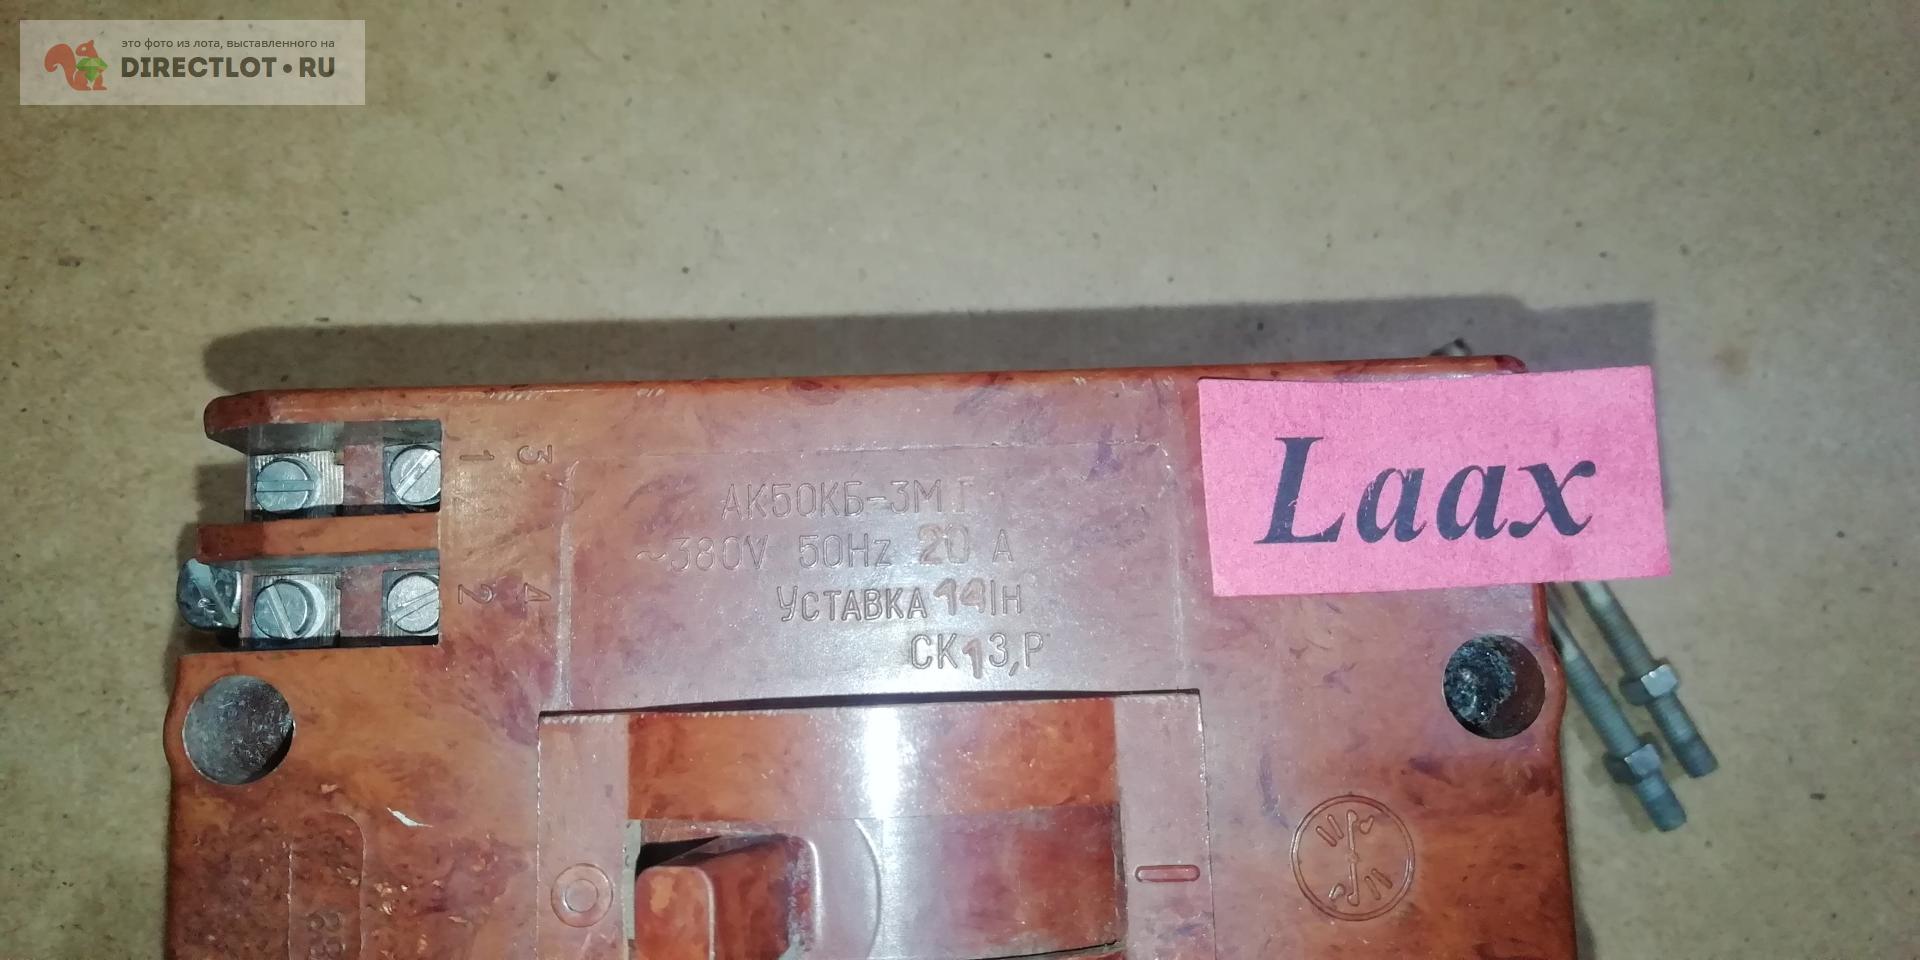 это фото из лота, выставленного на
DIRECTLOT.RU
Laax
3 1
АК50КБ-3МГ
~380V 50Hz 20 А
Уставка 14Iн
СК13,Р
4 2
O I